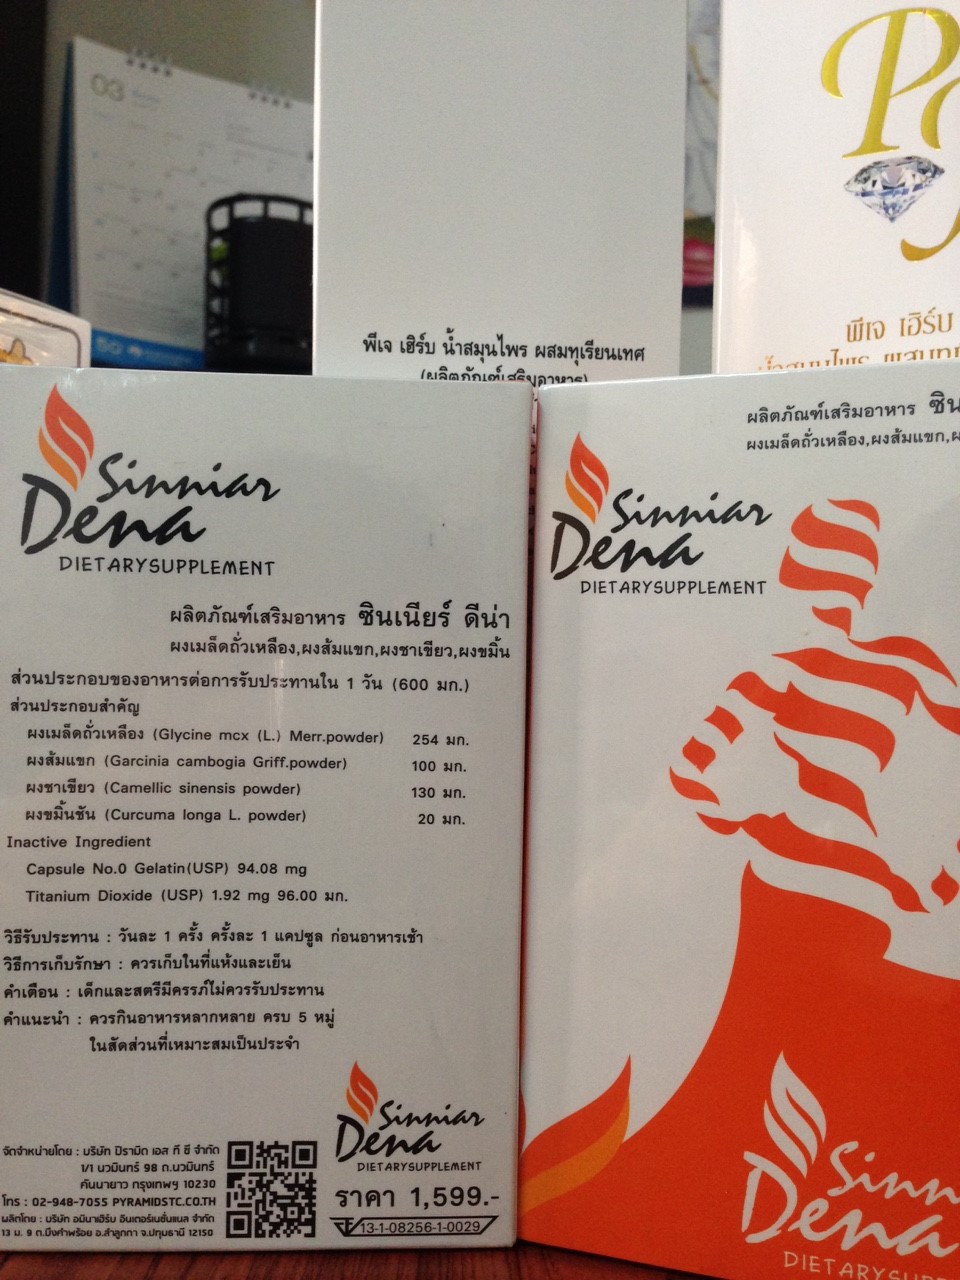 03
พีเจ เฮิร์บ น้ำสมุนไพร ผสมทุเรียนเทศ
(ผลิตภัณฑ์เสริมอาหาร)
พีเจ เฮิร์บ
Sinniar
Dena
DIETARYSUPPLEMENT
ผลิตภัณฑ์เสริมอาหาร ซินเนียร์ ดีน่า
ผงเมล็ดถั่วเหลือง,ผงส้มแขก,ผงชาเขียว,ผงขมิ้น
ส่วนประกอบของอาหารต่อการรับประทานใน 1 วัน (600 มก.)
ส่วนประกอบสำคัญ
ผงเมล็ดถั่วเหลือง (Glycine mcx (L.) Merr.powder) 254 มก.
ผงส้มแขก (Garcinia cambogia Griff.powder) 100 มก.
ผงชาเขียว (Camellic sinensis powder) 130 มก.
ผงขมิ้นชัน (Curcuma longa L. powder) 20 มก.
Inactive Ingredient
Capsule No.0 Gelatin(USP) 94.08 mg
Titanium Dioxide (USP) 1.92 mg 96.00 มก.
วิธีรับประทาน : วันละ 1 ครั้ง ครั้งละ 1 แคปซูล ก่อนอาหารเช้า
วิธีการเก็บรักษา : ควรเก็บในที่แห้งและเย็น
คำเตือน : เด็กและสตรีมีครรภ์ไม่ควรรับประทาน
คำแนะนำ : ควรกินอาหารหลากหลาย ครบ 5 หมู่
ในสัดส่วนที่เหมาะสมเป็นประจำ
จัดจำหน่ายโดย : บริษัท ปิรามิด เอส ที ซี จำกัด
1/1 นวมินทร์ 98 ถ.นวมินทร์
คันนายาว กรุงเทพฯ 10230
โทร : 02-948-7055 PYRAMIDSTC.CO.TH
ผลิตโดย : บริษัท อมินาเฮิร์บ อินเตอร์เนชั่นแนล จำกัด
13 ม. 9 ต.บึงคำพร้อย อ.ลำลูกกา จ.ปทุมธานี 12150
Sinniar
Dena
DIETARYSUPPLEMENT
ราคา 1,599.-
13-1-08256-1-0029
ผลิตภัณฑ์เสริมอาหาร
ผงเมล็ดถั่วเหลือง,ผงส้มแขก,
Sinniar
Dena
DIETARYSUPPLEMENT
Dena